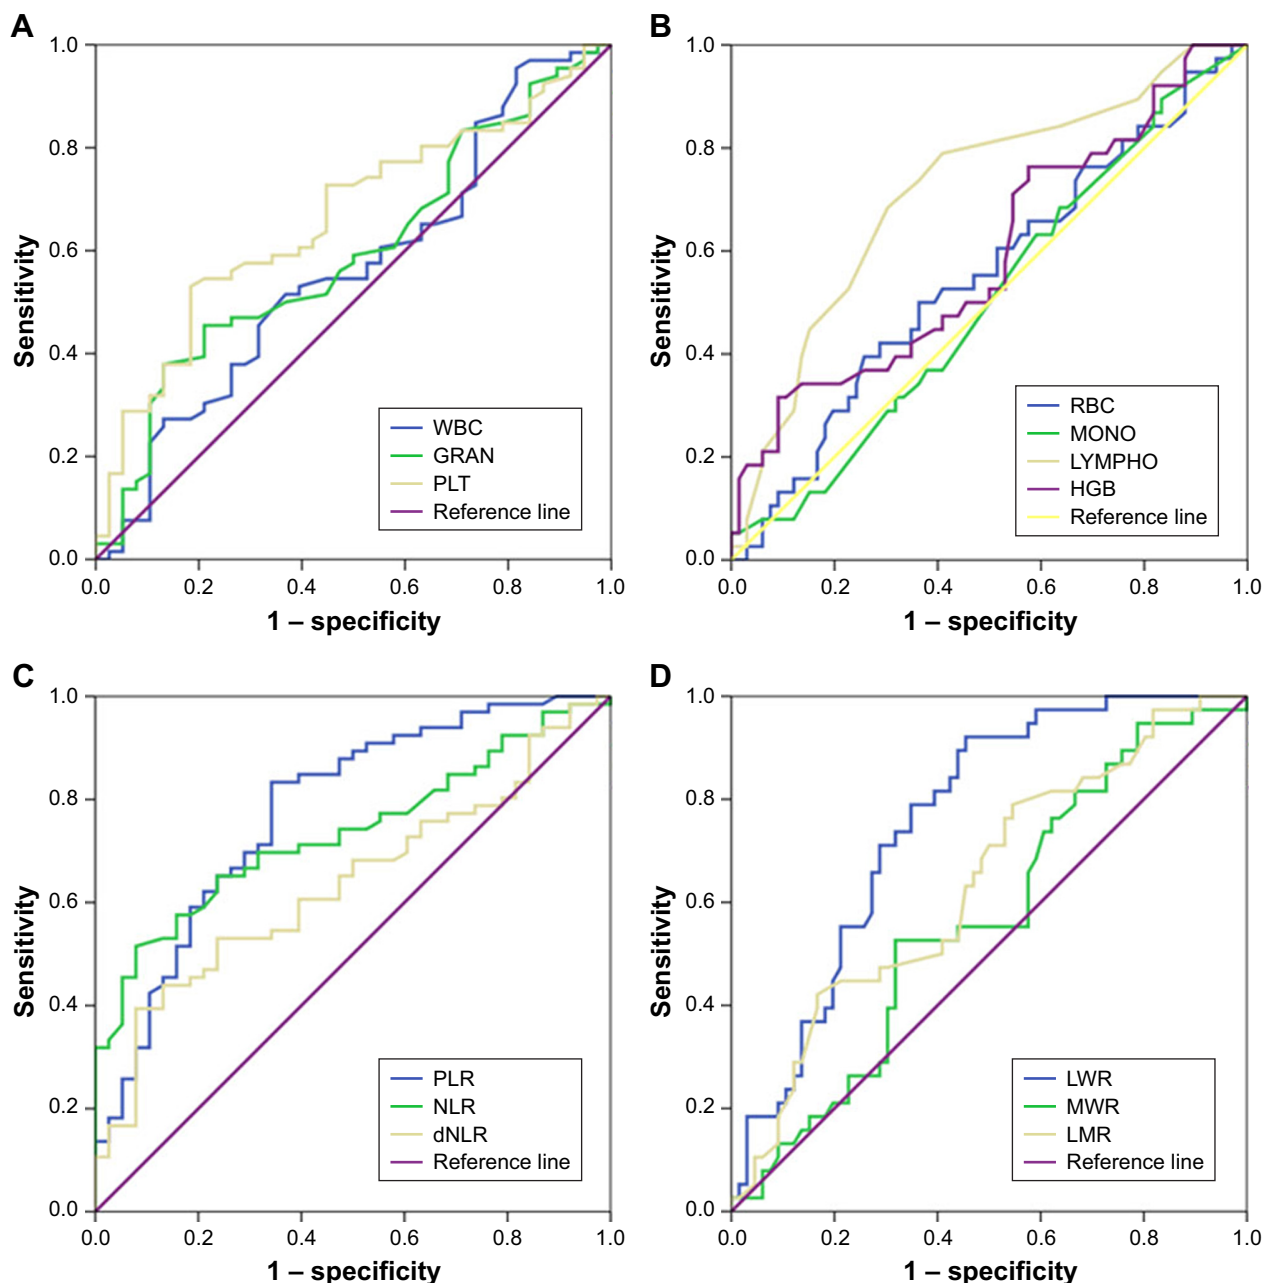 A
1.0
0.8
0.6
0.4
0.2
0.0
Sensitivity
WBC
GRAN
PLT
Reference line
0.0 0.2 0.4 0.6 0.8 1.0
1 – specificity
B
1.0
0.8
0.6
0.4
0.2
0.0
Sensitivity
RBC
MONO
LYMPHO
HGB
Reference line
0.0 0.2 0.4 0.6 0.8 1.0
1 – specificity
C
1.0
0.8
0.6
0.4
0.2
0.0
Sensitivity
PLR
NLR
dNLR
Reference line
0.0 0.2 0.4 0.6 0.8 1.0
1 – specificity
D
1.0
0.8
0.6
0.4
0.2
0.0
Sensitivity
LWR
MWR
LMR
Reference line
0.0 0.2 0.4 0.6 0.8 1.0
1 – specificity